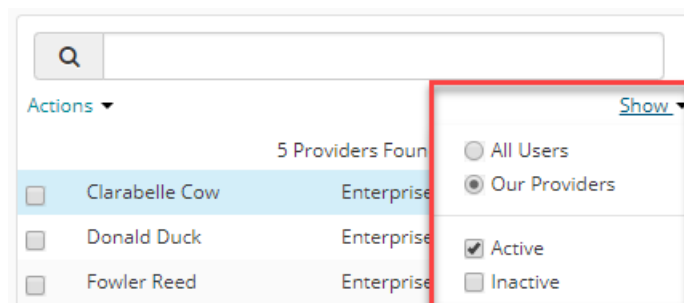 Actions Show
5 Providers Foun
All Users
Our Providers
Clarabelle Cow Enterprise
Donald Duck Enterprise
Active
Fowler Reed Enterprise
Inactive